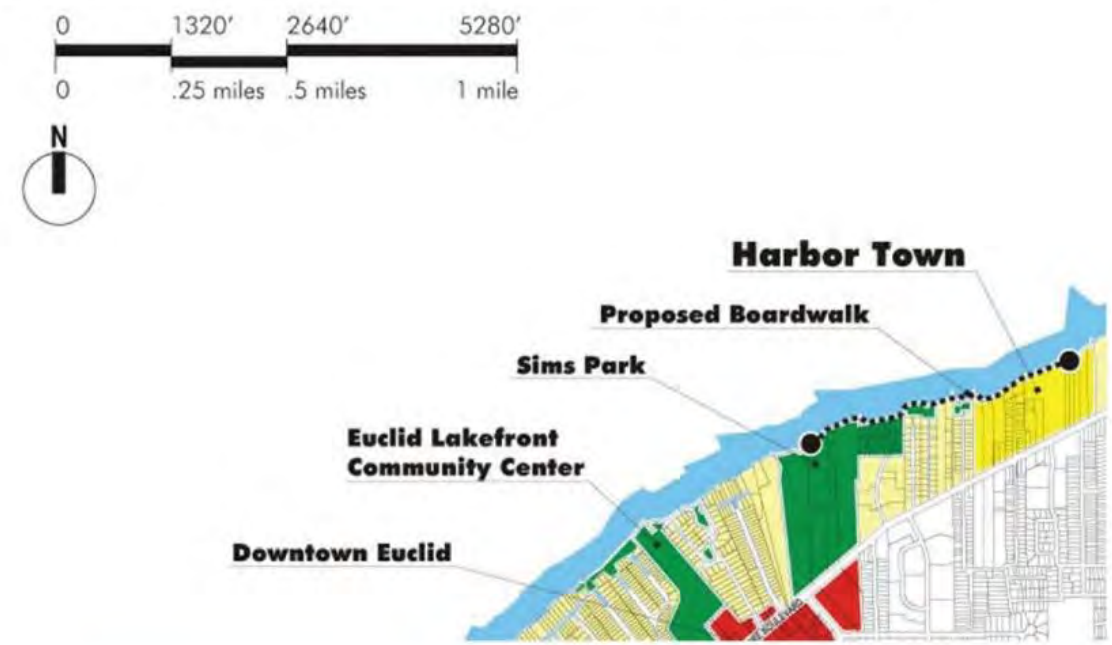 0 1320’ 2640’ 5280’
0 .25 miles .5 miles 1 mile
N
Harbor Town
Proposed Boardwalk
Sims Park
Euclid Lakefront
Community Center
Downtown Euclid
BOULEVARD